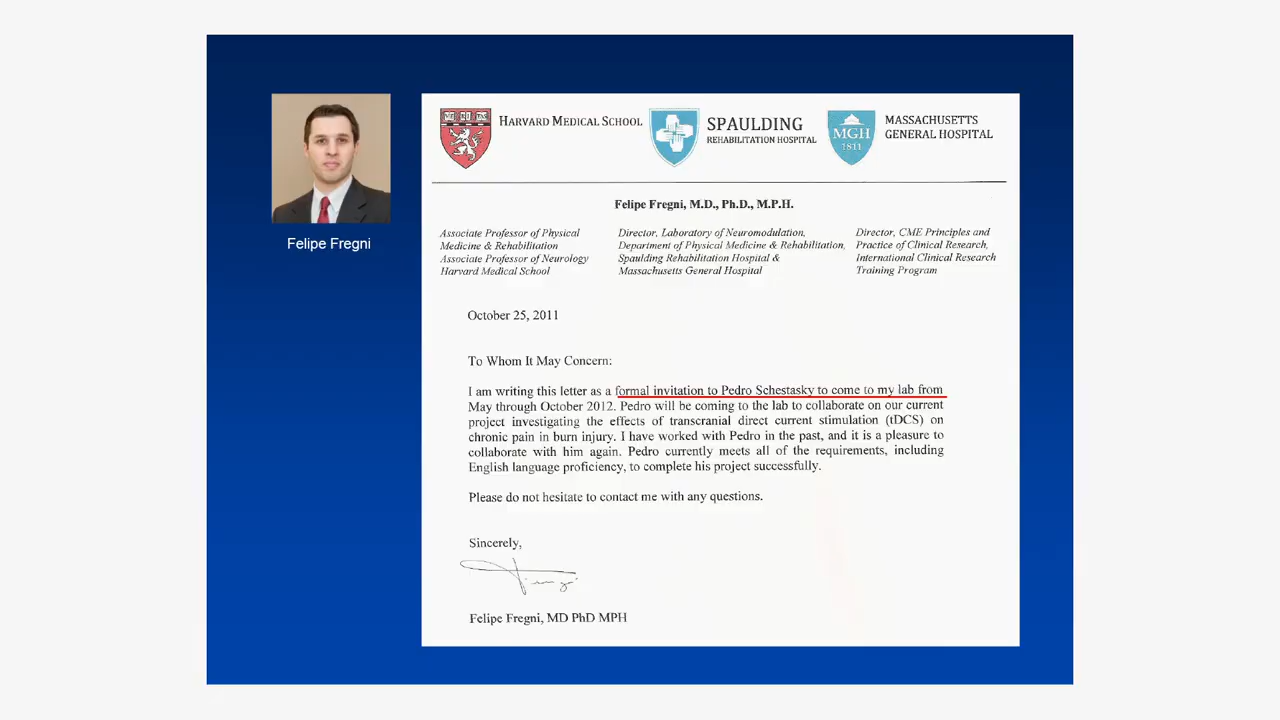 Felipe Fregni
HARVARD MEDICAL SCHOOL
SPAULDING
REHABILITATION HOSPITAL
MGH
1811
MASSACHUSETTS
GENERAL HOSPITAL
Felipe Fregni, M.D., Ph.D., M.P.H.
Associate Professor of Physical
Medicine & Rehabilitation
Associate Professor of Neurology
Harvard Medical School
Director, Laboratory of Neuromodulation,
Department of Physical Medicine & Rehabilitation,
Spaulding Rehabilitation Hospital &
Massachusetts General Hospital
Director, CME Principles and
Practice of Clinical Research,
International Clinical Research
Training Program
October 25, 2011
To Whom It May Concern:
I am writing this letter as a formal invitation to Pedro Schestasky to come to my lab from
May through October 2012. Pedro will be coming to the lab to collaborate on our current
project investigating the effects of transcranial direct current stimulation (tDCS) on
chronic pain in burn injury. I have worked with Pedro in the past, and it is a pleasure to
collaborate with him again. Pedro currently meets all of the requirements, including
English language proficiency, to complete his project successfully.
Please do not hesitate to contact me with any questions.
Sincerely,
Felipe Fregni, MD PhD MPH